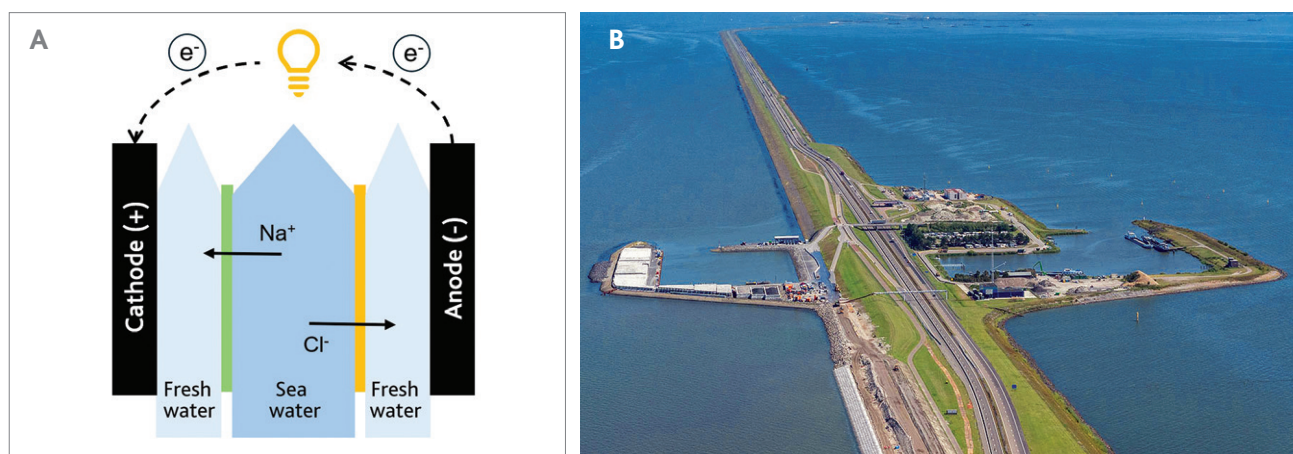 A
e-
e-
Cathode (+)
Na+
Cl-
Anode (-)
Fresh
water
Sea
water
Fresh
water
B